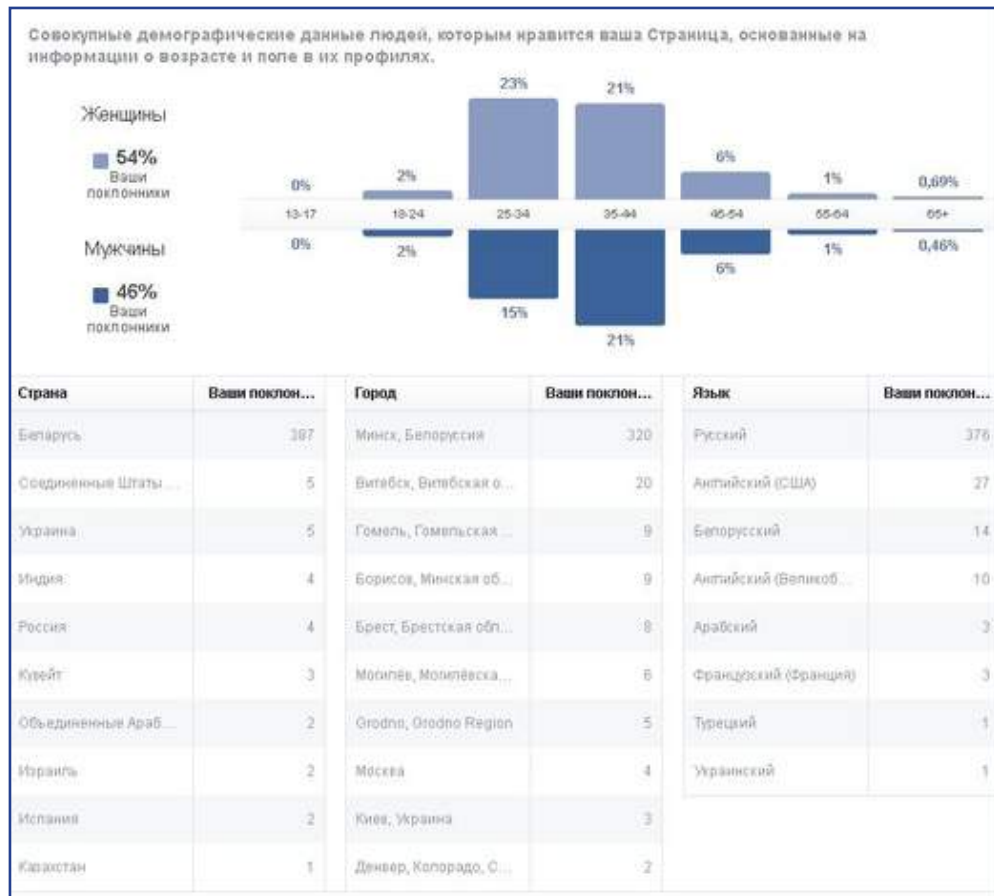 Совокупные демографические данные людей, которым нравится ваша Страница, основанные на
информации о возрасте и поле в их профилях.
Женщины
54%
Ваши
поклонники
0% 2% 23% 21% 6% 1% 0,69%
13-17 18-24 25-34 35-44 45-54 55-64 65+
Мужчины
46%
Ваши
поклонники
0% 2% 15% 21% 6% 1% 0,46%
Страна Ваши поклон... Город Ваши поклон... Язык Ваши поклон...
Беларусь 387 Минск, Белоруссия 320 Русский 376
Соединенные Штаты ... 5 Витебск, Витебская о... 20 Английский (США) 27
Украина 5 Гомель, Гомельская ... 9 Белорусский 14
Индия 4 Борисов, Минская об... 9 Английский (Великоб... 10
Россия 4 Брест, Брестская обл... 8 Арабский 3
Кувейт 3 Могилёв, Могилёвска... 6 Французский (Франция) 3
Объединенные Араб... 2 Grodno, Grodno Region 5 Турецкий 1
Израиль 2 Москва 4 Украинский 1
Испания 2 Киев, Украина 3
Казахстан 1 Денвер, Колорадо, С... 2